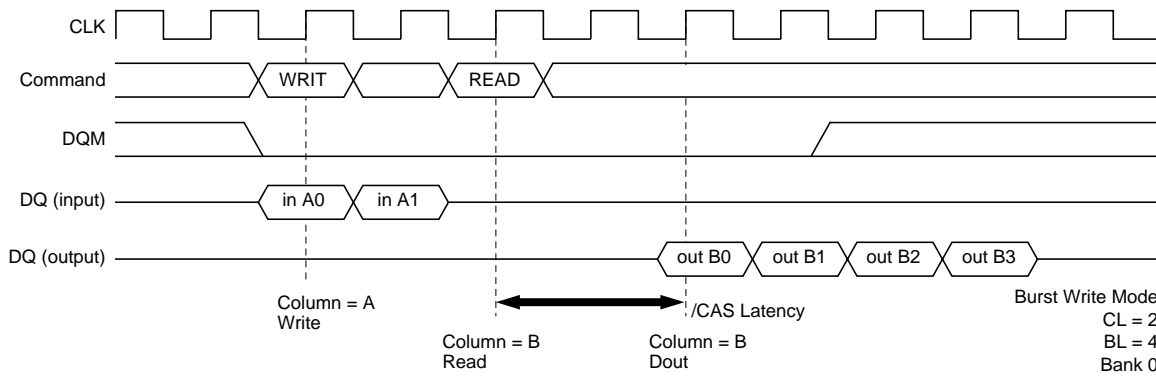 CLK
Command WRIT READ
DQM
DQ (input) in A0 in A1
DQ (output) out B0 out B1 out B2 out B3
Column = A
Write
/CAS Latency
Column = B
Read
Column = B
Dout
Burst Write Mode
CL = 2
BL = 4
Bank 0